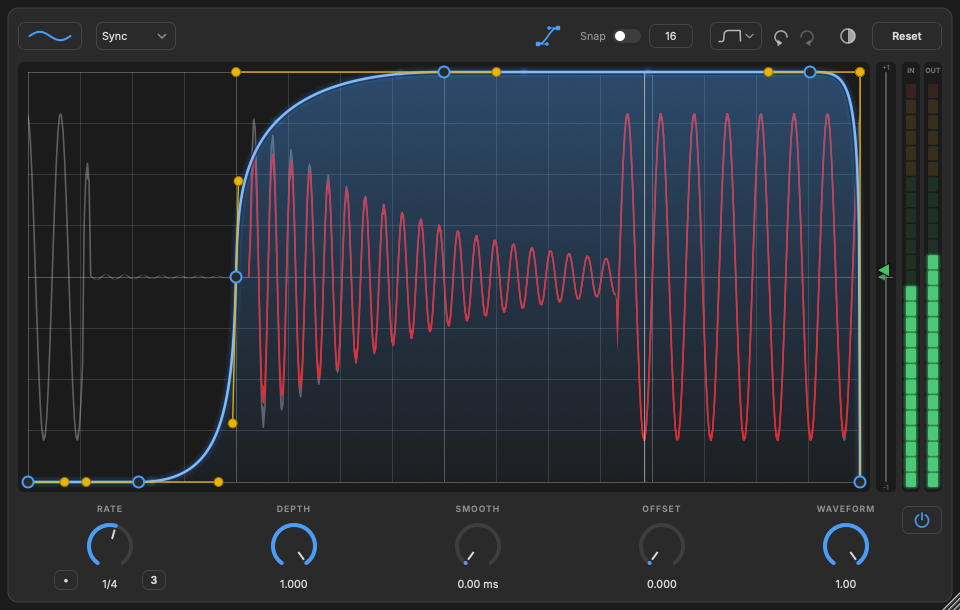 Sync
Snap
16
Reset
+1
IN
OUT
-1
RATE
DEPTH
SMOOTH
OFFSET
WAVEFORM
1/4
3
1.000
0.00 ms
0.000
1.00